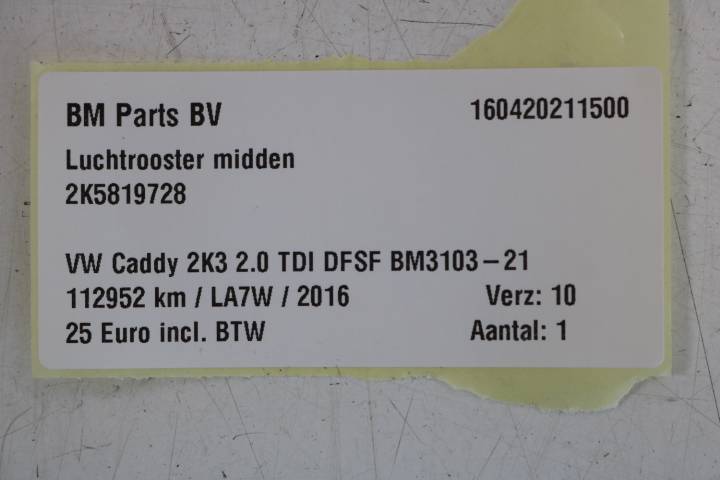 BM Parts BV 160420211500
Luchtrooster midden
2K5819728
VW Caddy 2K3 2.0 TDI DFSF BM3103-21
112952 km / LA7W / 2016 Verz: 10
25 Euro incl. BTW Aantal: 1